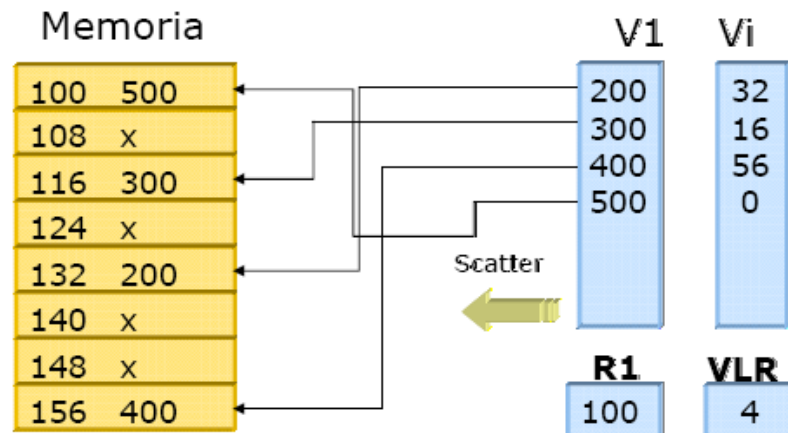 Memoria
100 500
108 x
116 300
124 x
132 200
140 x
148 x
156 400
V1 Vi
200 32
300 16
400 56
500 0
Scatter
R1 VLR
100 4